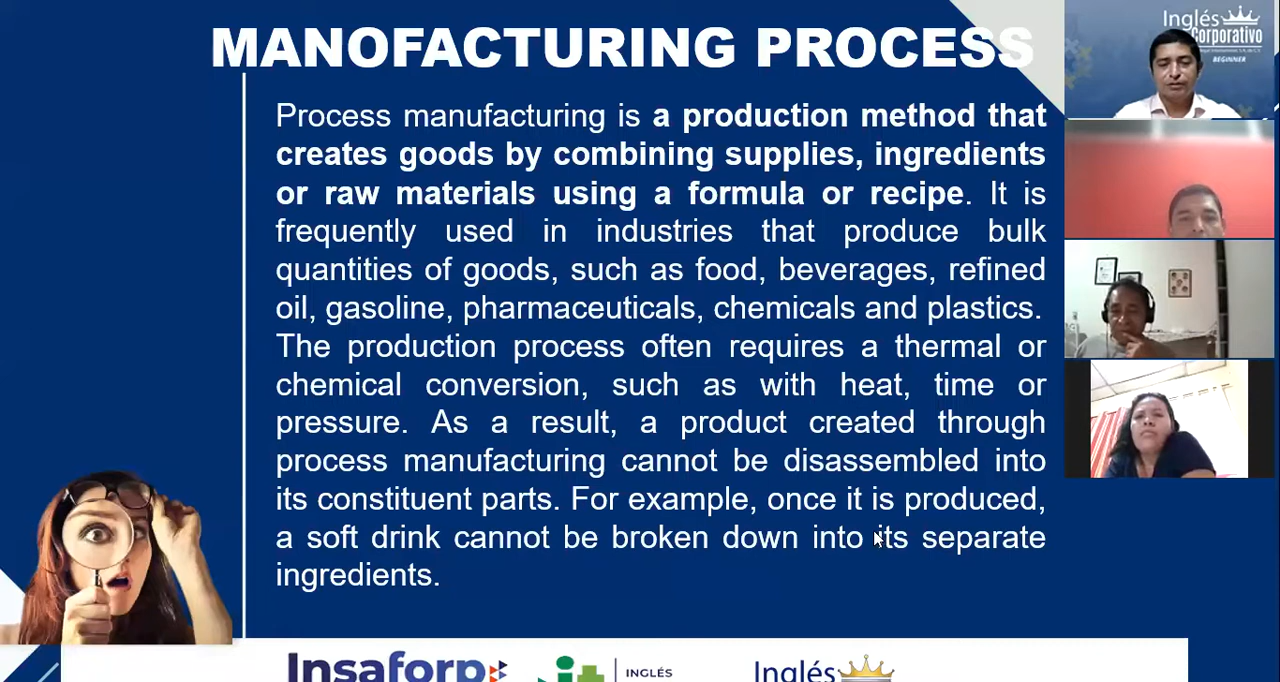 MANOFACTURING PROCESS
Process manufacturing is a production method that
creates goods by combining supplies, ingredients
or raw materials using a formula or recipe. It is
frequently used in industries that produce bulk
quantities of goods, such as food, beverages, refined
oil, gasoline, pharmaceuticals, chemicals and plastics.
The production process often requires a thermal or
chemical conversion, such as with heat, time or
pressure. As a result, a product created through
process manufacturing cannot be disassembled into
its constituent parts. For example, once it is produced,
a soft drink cannot be broken down into its separate
ingredients.
Inglés
Corporativo
BEGINNER
Insaforp
INGLÉS
Inglés